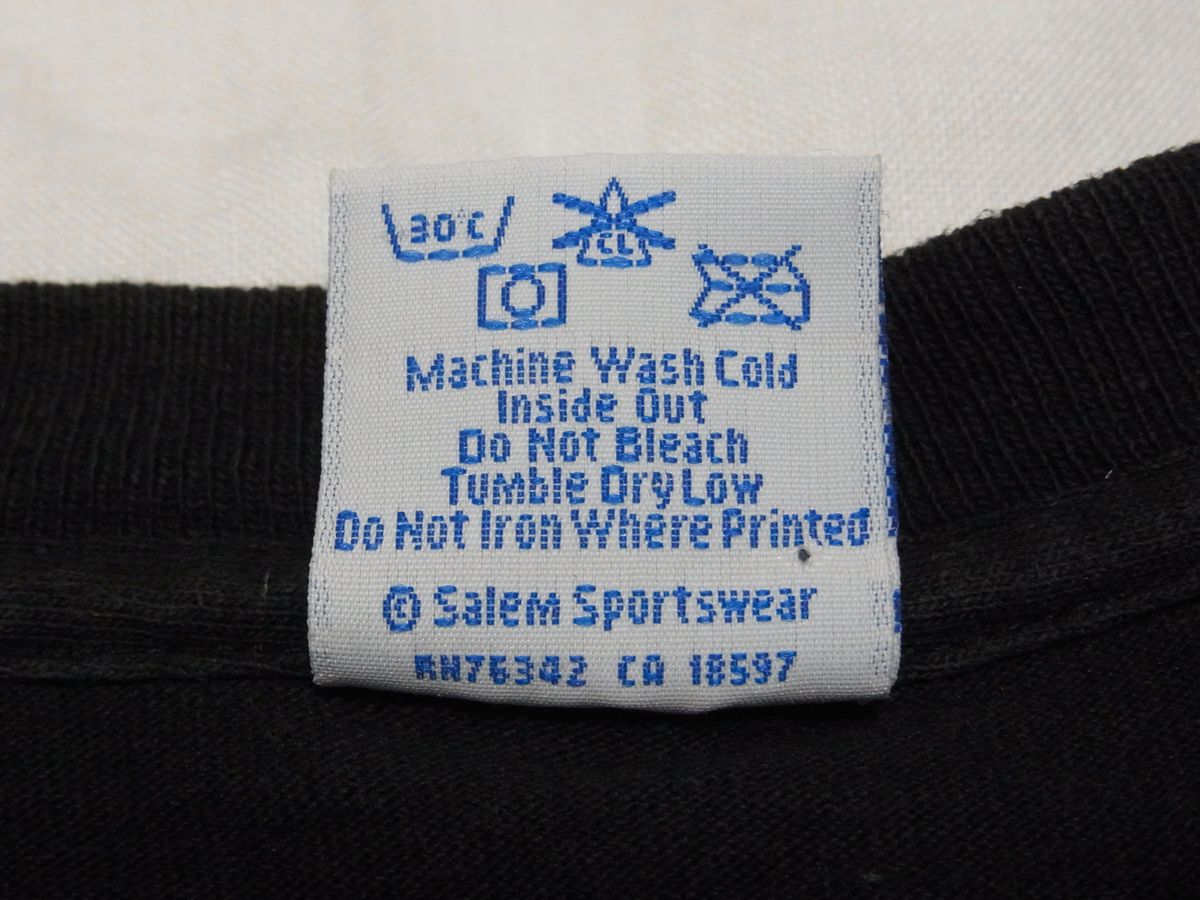 30°C
CL
Machine Wash Cold
Inside Out
Do Not Bleach
Tumble Dry Low
Do Not Iron Where Printed
© Salem Sportswear
RN76342 CA 18597